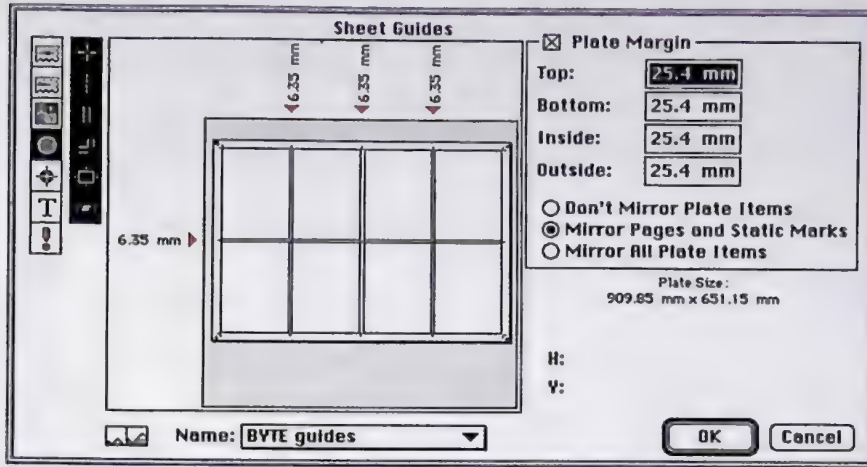 Sheet Guides
6.35 mm
6.35 mm
6.35 mm
6.35 mm
T
Plate Margin
Top: 25.4 mm
Bottom: 25.4 mm
Inside: 25.4 mm
Outside: 25.4 mm
Don't Mirror Plate Items
Mirror Pages and Static Marks
Mirror All Plate Items
Plate Size:
909.85 mm x 651.15 mm
H:
Y:
Name: BYTE guides
OK
Cancel